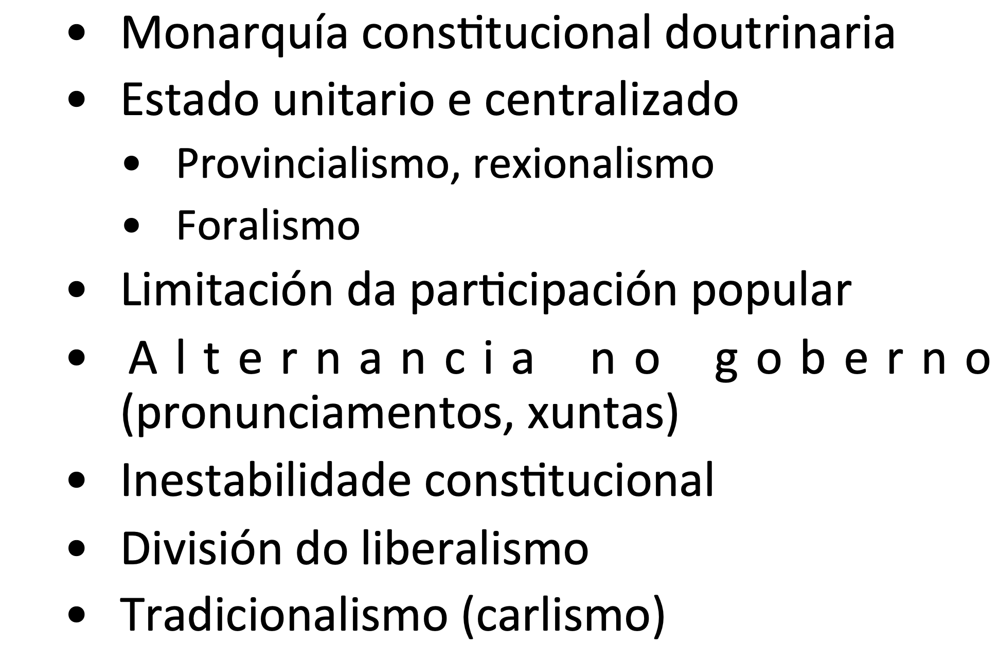 • Monarquía constitucional doutrinaria
• Estado unitario e centralizado
• Provincialismo, rexionalismo
• Foralismo
• Limitación da participación popular
• Alternancia no goberno
(pronunciamentos, xuntas)
• Inestabilidade constitucional
• División do liberalismo
• Tradicionalismo (carlismo)